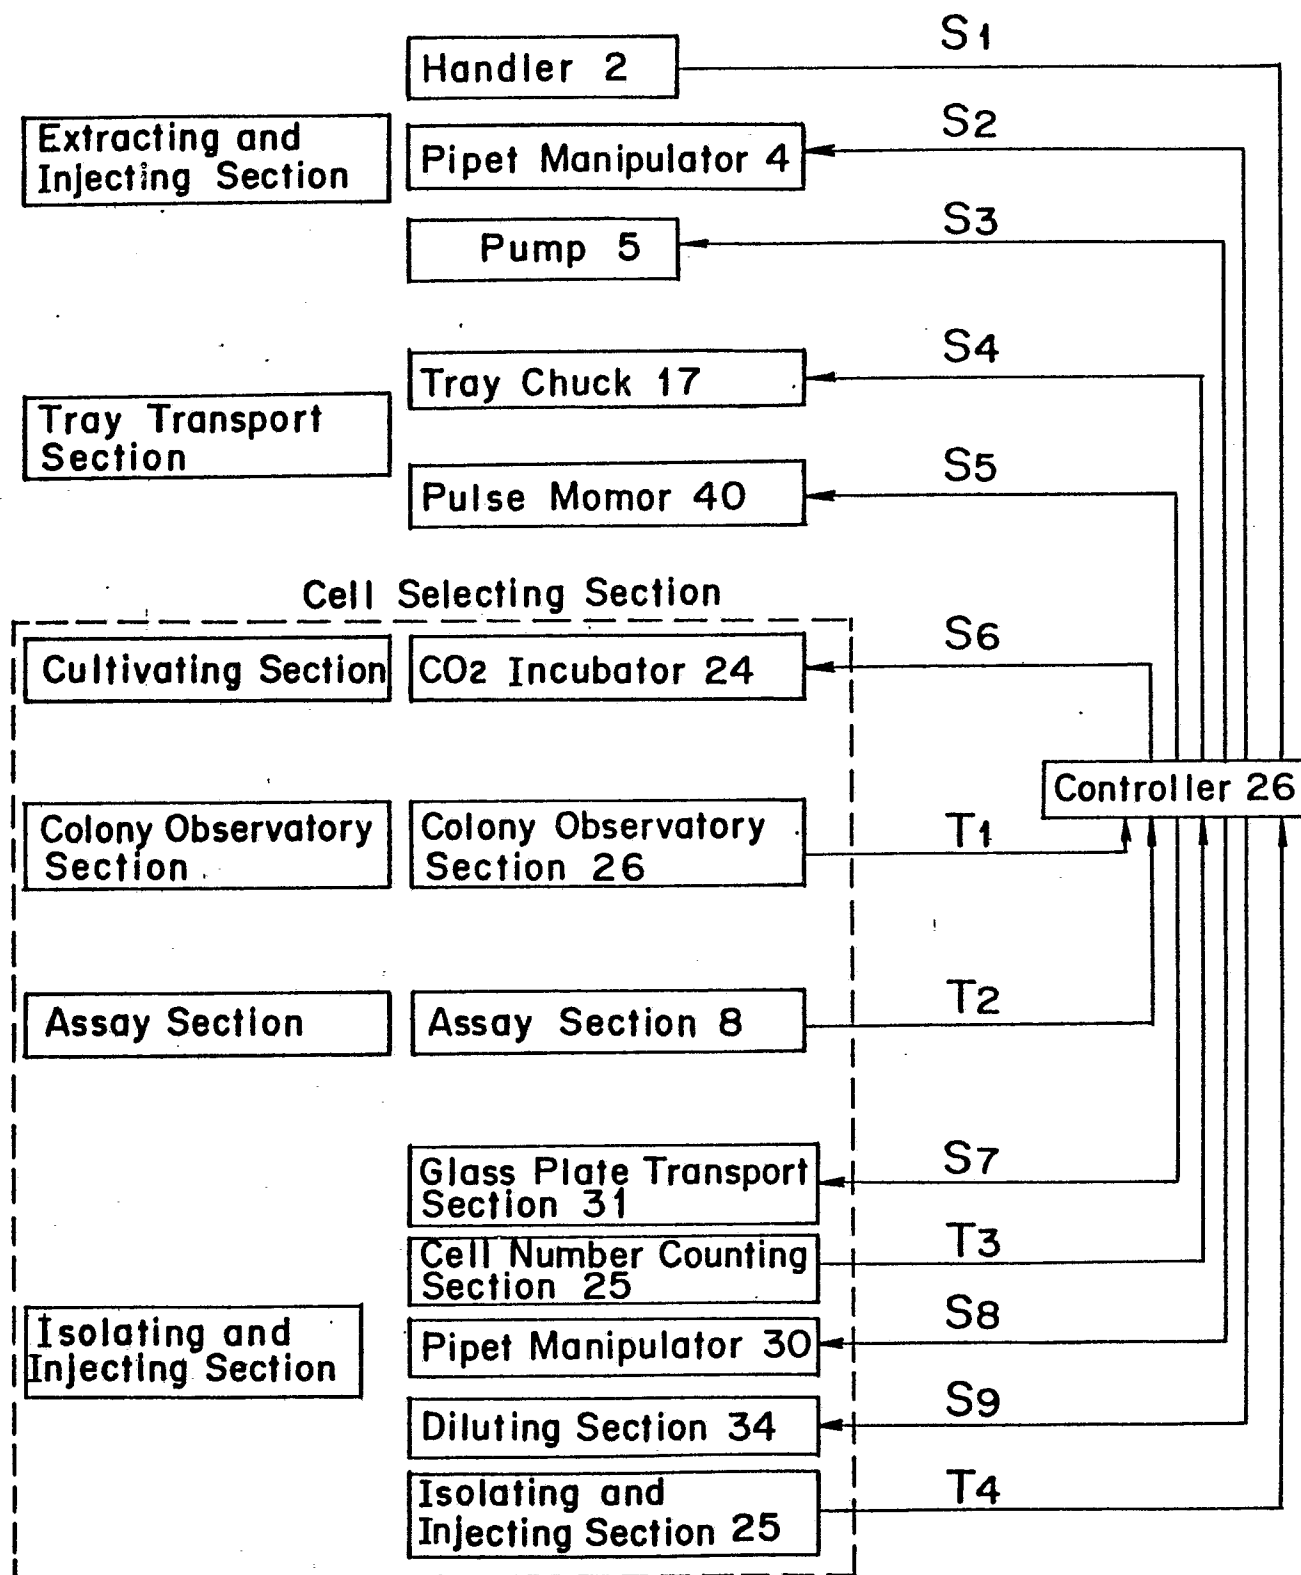 S1
Handler 2
S2
Extracting and
Injecting Section
Pipet Manipulator 4
S3
Pump 5
S4
Tray Chuck 17
Tray Transport
Section
S5
Pulse Momor 40
Cell Selecting Section
S6
Cultivating Section
CO2 Incubator 24
Controller 26
Colony Observatory
Section
Colony Observatory
Section 26
T1
Assay Section
Assay Section 8
T2
Glass Plate Transport
Section 31
S7
Cell Number Counting
Section 25
T3
Isolating and
Injecting Section
Pipet Manipulator 30
S8
Diluting Section 34
S9
Isolating and
Injecting Section 25
T4